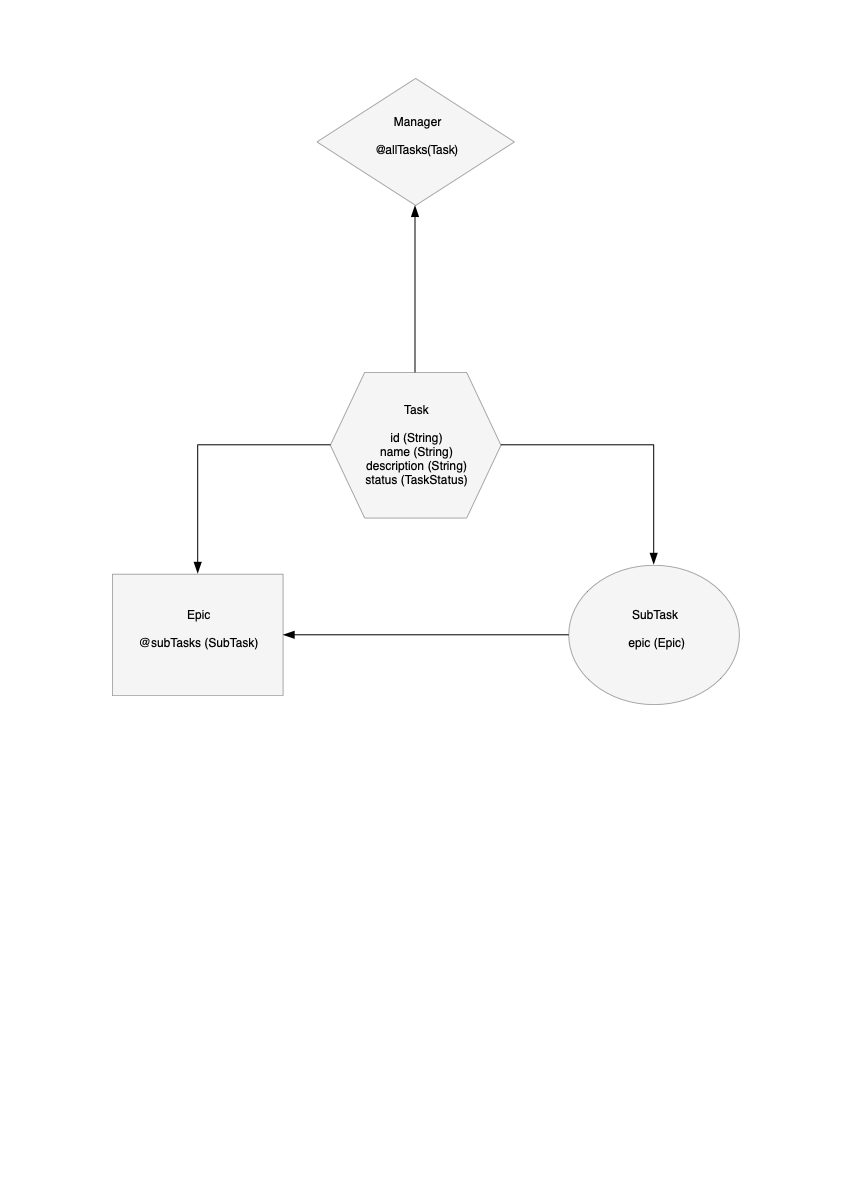 Manager
@allTasks(Task)
Task
id (String)
name (String)
description (String)
status (TaskStatus)
Epic
@subTasks (SubTask)
SubTask
epic (Epic)